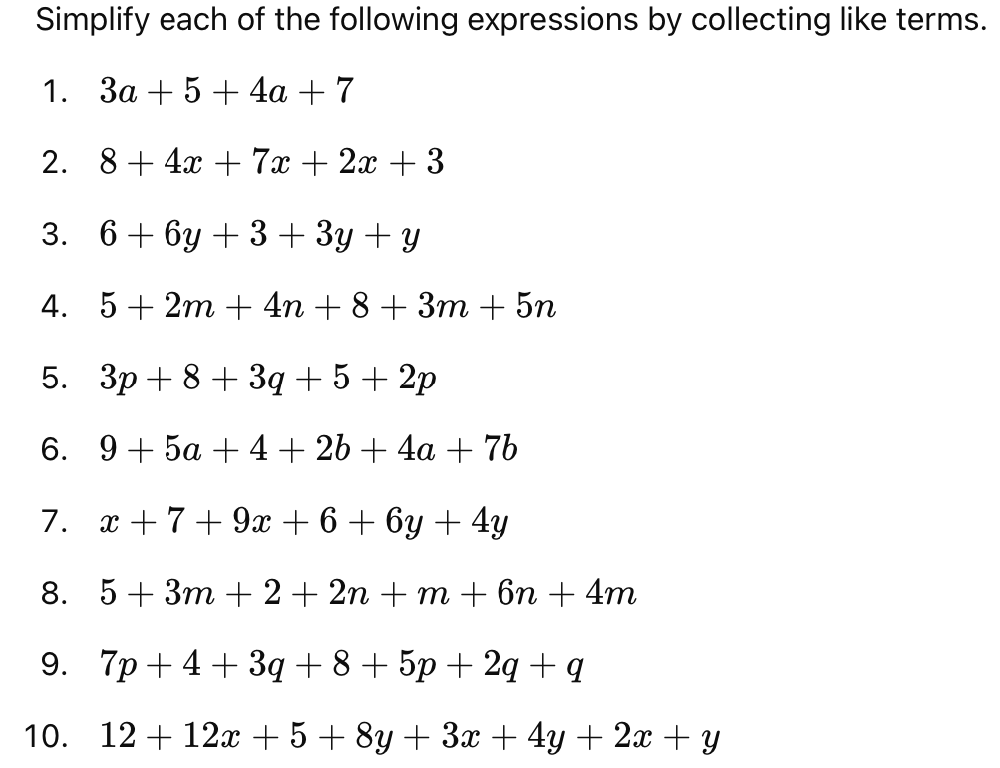 Simplify each of the following expressions by collecting like terms.
1. 3a + 5 + 4a + 7
2. 8 + 4x + 7x + 2x + 3
3. 6 + 6y + 3 + 3y + y
4. 5 + 2m + 4n + 8 + 3m + 5n
5. 3p + 8 + 3q + 5 + 2p
6. 9 + 5a + 4 + 2b + 4a + 7b
7. x + 7 + 9x + 6 + 6y + 4y
8. 5 + 3m + 2 + 2n + m + 6n + 4m
9. 7p + 4 + 3q + 8 + 5p + 2q + q
10. 12 + 12x + 5 + 8y + 3x + 4y + 2x + y